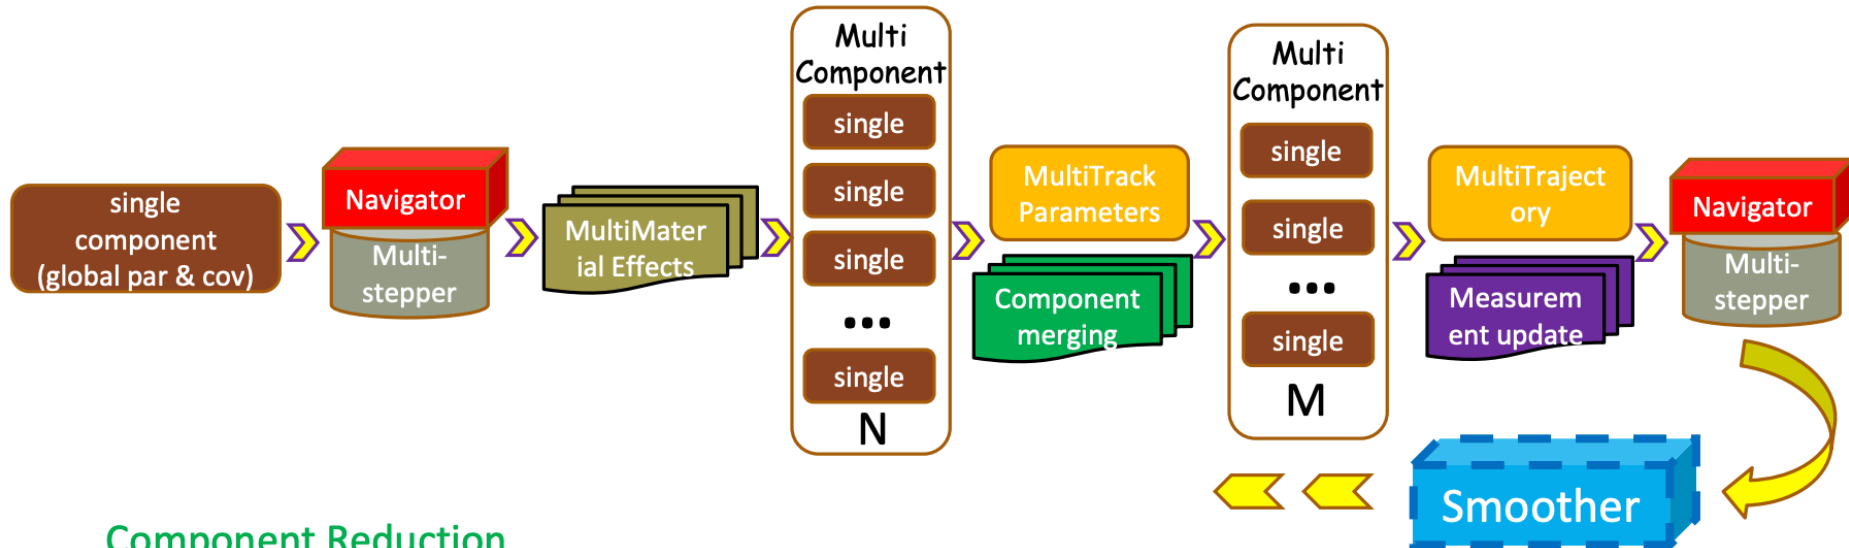 single
component
(global par & cov)
Navigator
Multi-
stepper
MultiMater
ial Effects
Multi
Component
single
single
single
...
single
N
MultiTrack
Parameters
Component
merging
Multi
Component
single
single
...
single
M
MultiTraject
ory
Measurem
ent update
Navigator
Multi-
stepper
Smoother
Component Reduction